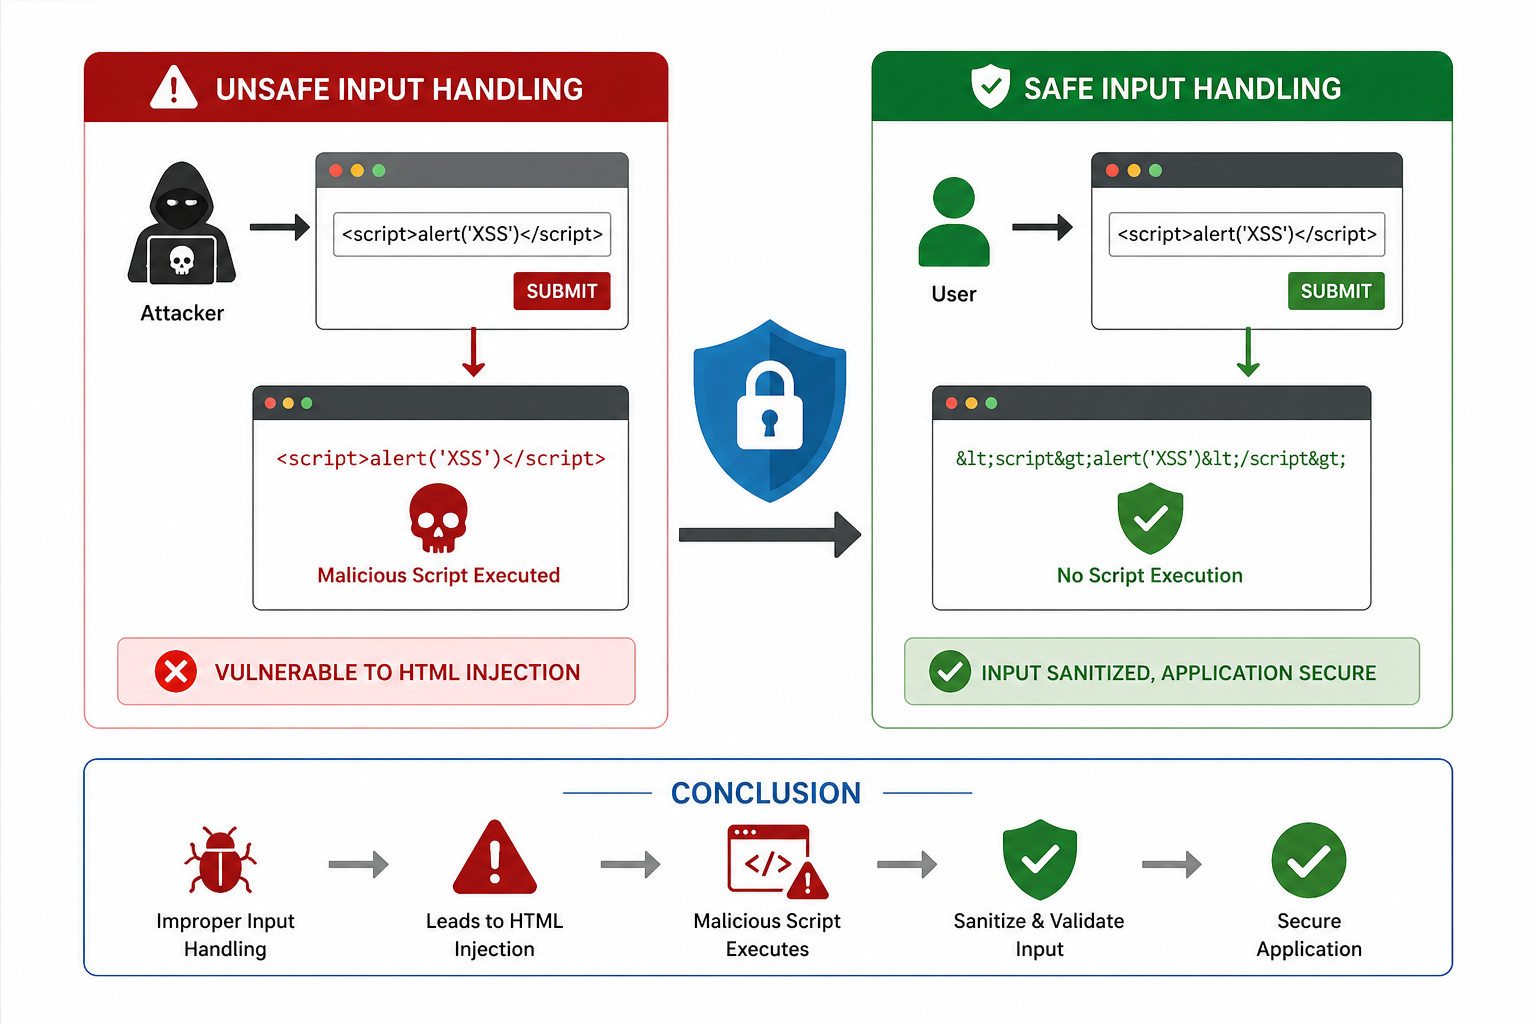 UNSAFE INPUT HANDLING
<script>alert('XSS')</script>
SUBMIT
Attacker
<script>alert('XSS')</script>
Malicious Script Executed
VULNERABLE TO HTML INJECTION
SAFE INPUT HANDLING
<script>alert('XSS')</script>
SUBMIT
User
&lt;script&gt;alert('XSS')&lt;/script&gt;
No Script Execution
INPUT SANITIZED, APPLICATION SECURE
CONCLUSION
</>
Improper Input
Handling
Leads to HTML
Injection
Malicious Script
Executes
Sanitize & Validate
Input
Secure
Application